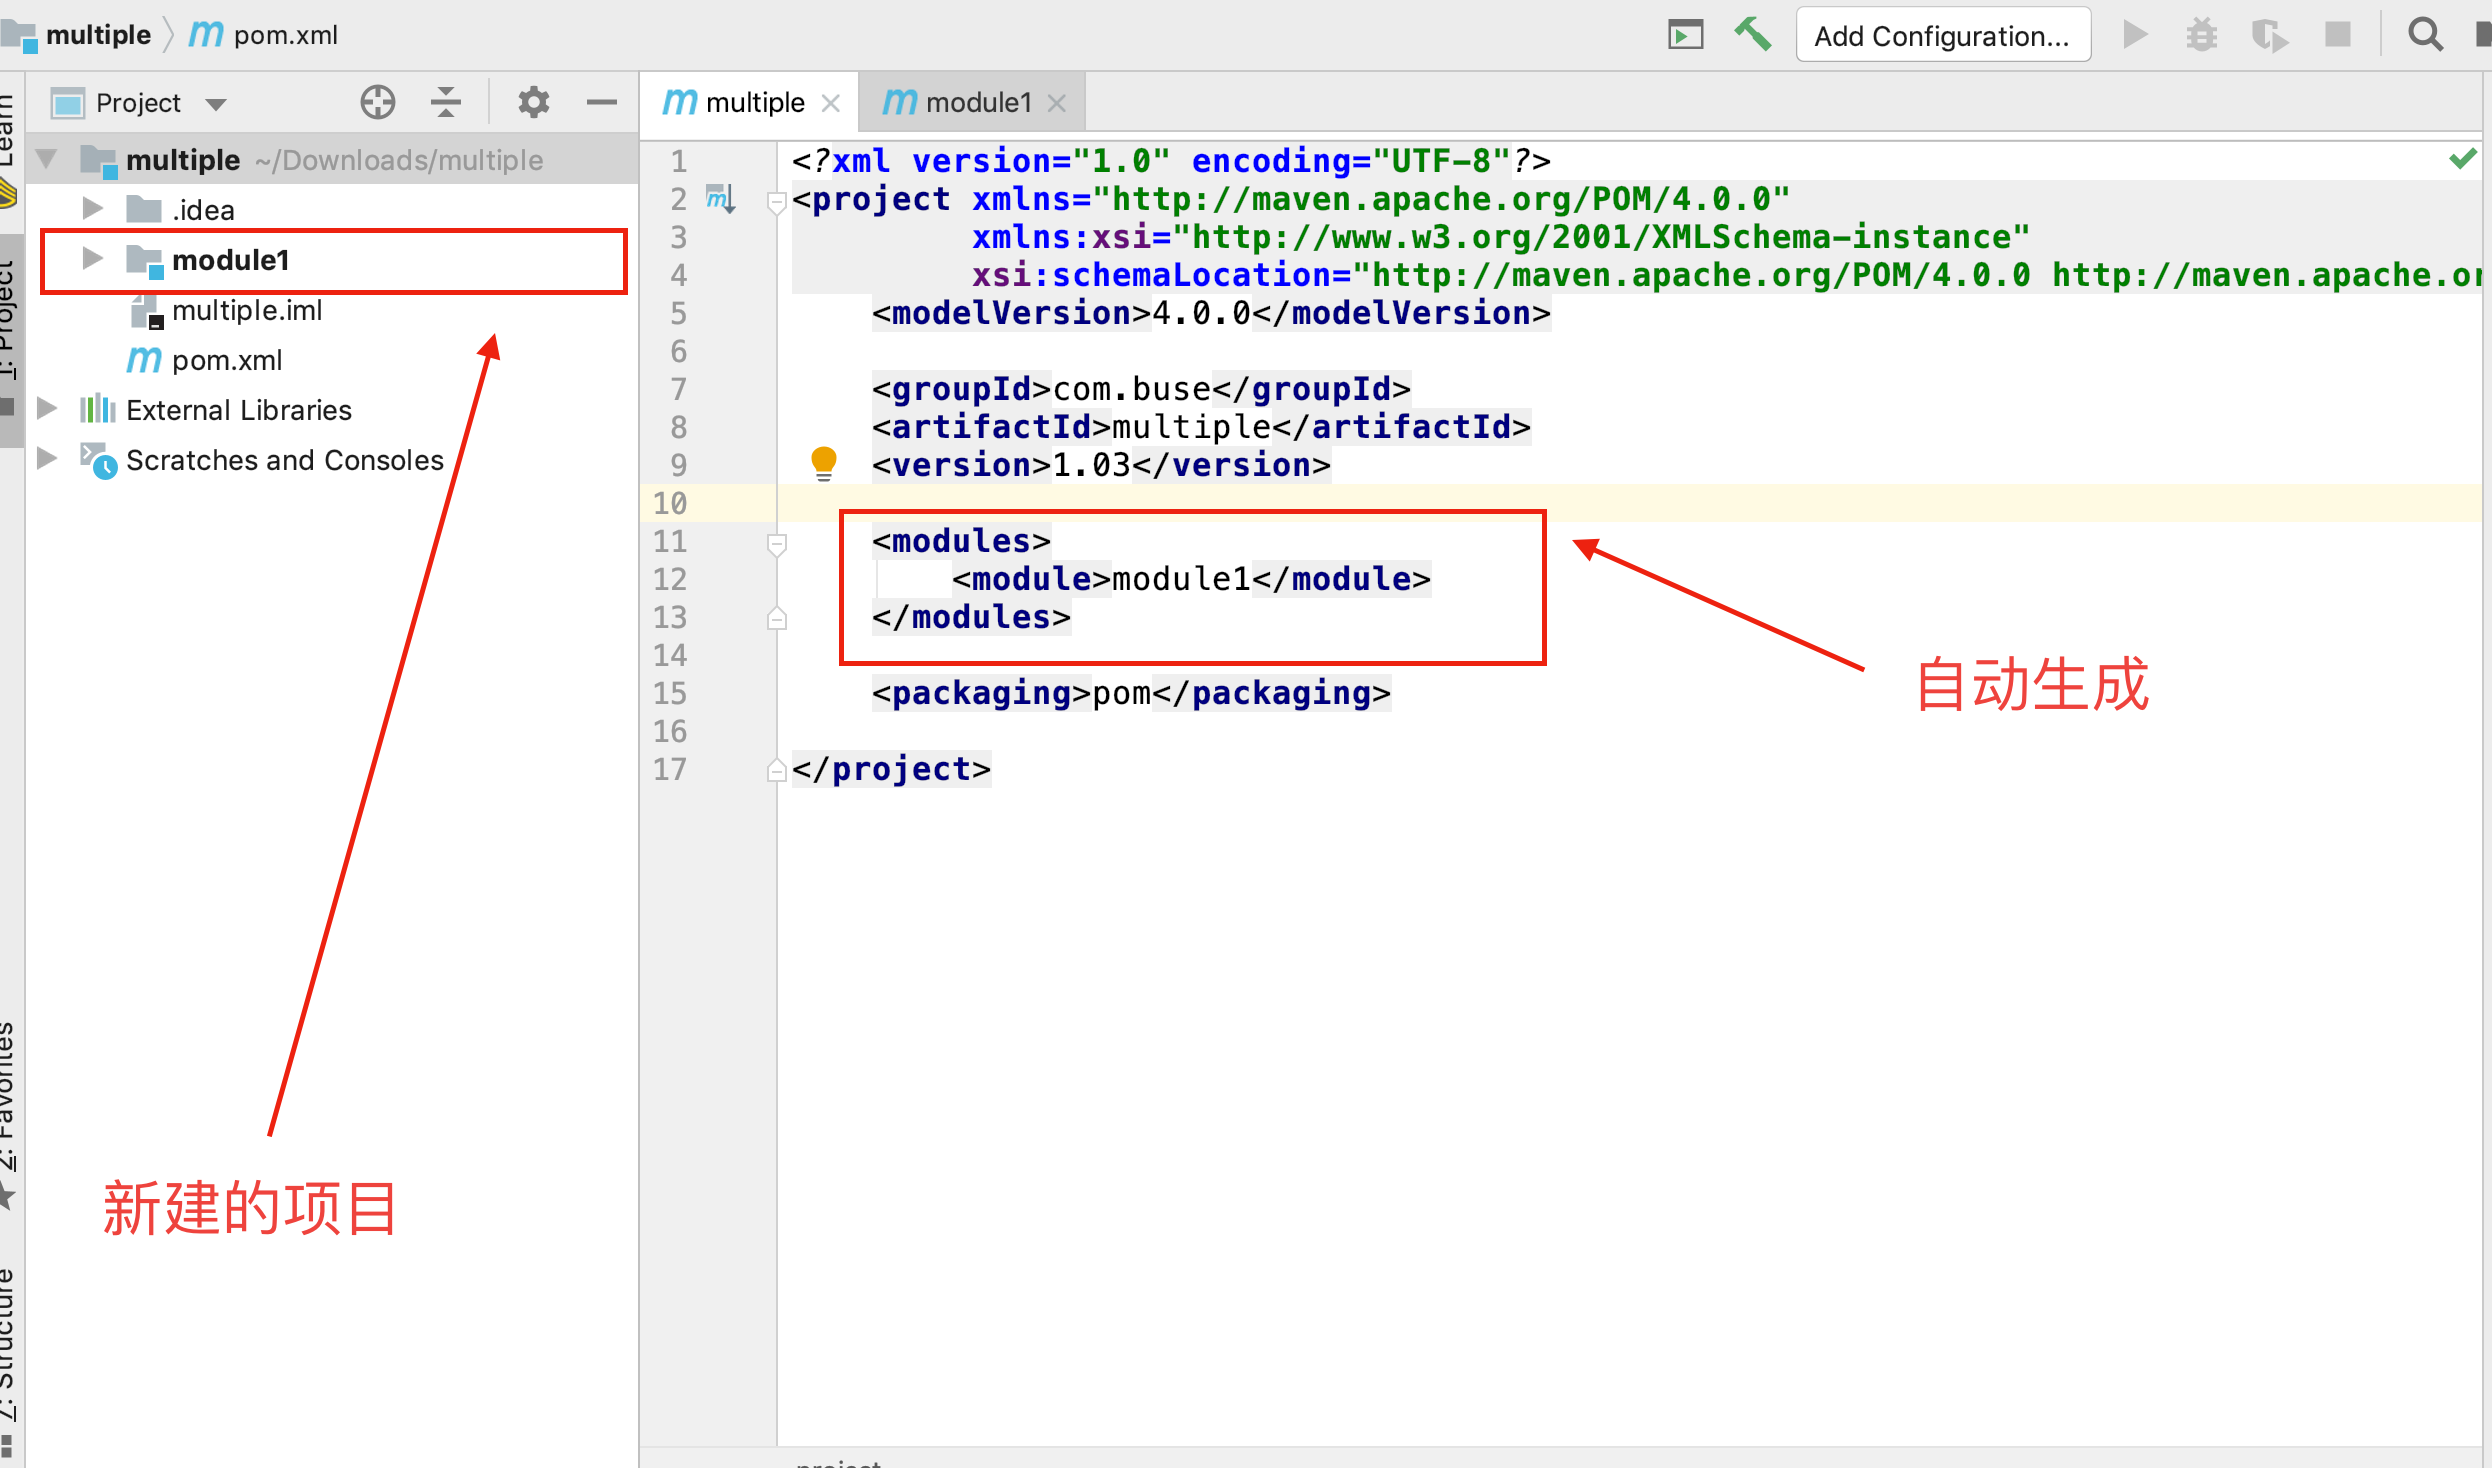 multiple pom.xml
Add Configuration...
Learn
1: Project
2: Favorites
7: Structure
Project
multiple ~/Downloads/multiple
.idea
module1
multiple.iml
pom.xml
External Libraries
Scratches and Consoles
新建的项目
multiple module1
1 <?xml version="1.0" encoding="UTF-8"?>
2 <project xmlns="http://maven.apache.org/POM/4.0.0"
3 xmlns:xsi="http://www.w3.org/2001/XMLSchema-instance"
4 xsi:schemaLocation="http://maven.apache.org/POM/4.0.0 http://maven.apache.or
5 <modelVersion>4.0.0</modelVersion>
6
7 <groupId>com.buse</groupId>
8 <artifactId>multiple</artifactId>
9 <version>1.03</version>
10
11 <modules>
12 <module>module1</module>
13 </modules>
14
15 <packaging>pom</packaging>
16
17 </project>
自动生成
project